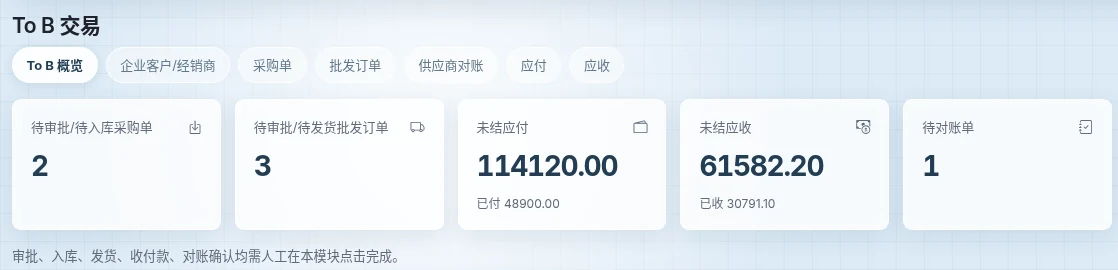 To B 交易
To B 概览 企业客户/经销商 采购单 批发订单 供应商对账 应付 应收
待审批/待入库采购单 待审批/待发货批发订单 未结应付 未结应收 待对账单
2 3 114120.00 61582.20 1
已付 48900.00 已收 30791.10
审批、入库、发货、收付款、对账确认均需人工在本模块点击完成。